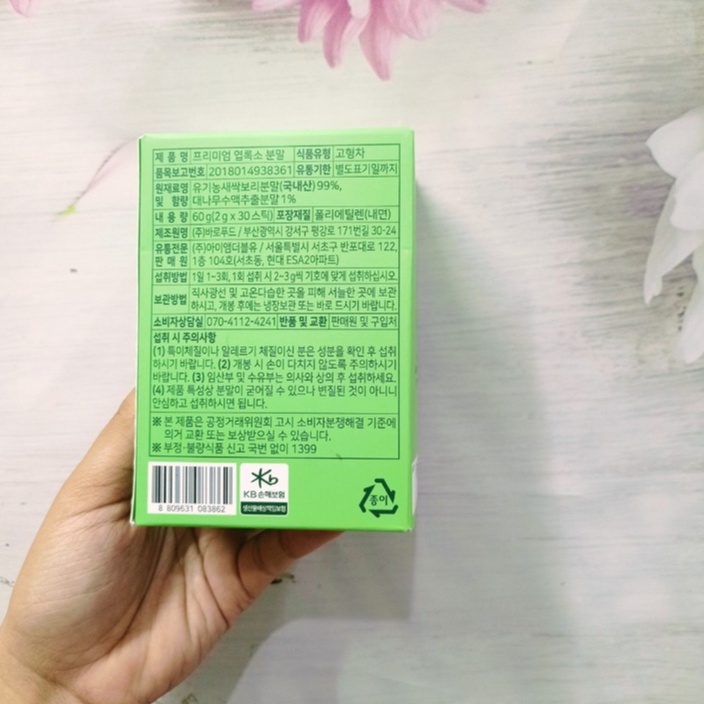 제 품 명 프리미엄 엽록소 분말 식품유형 고형차
품목보고번호 2018014938361 유통기한 별도표기일까지
원재료명 유기농새싹보리분말(국내산) 99%,
및 함량 대나무수액추출분말 1%
내 용 량 60g(2g x 30스틱) 포장재질 폴리에틸렌(내면)
제조원명 (주)바로푸드 / 부산광역시 강서구 평강로 171번길 30-24
유통전문 (주)아이엠더블유 / 서울특별시 서초구 반포대로 122,
판 매 원 1층 104호(서초동, 현대 ESA2아파트)
섭취방법 1일 1~3회, 1회 섭취 시 2~3g씩 기호에 맞게 섭취하십시오.
보관방법 직사광선 및 고온다습한 곳을 피해 서늘한 곳에 보관
하시고, 개봉 후에는 냉장보관 또는 바로 드시기 바랍니다.
소비자상담실 070-4112-4241 반품 및 교환 판매원 및 구입처
섭취 시 주의사항
(1) 특이체질이나 알레르기 체질이신 분은 성분을 확인 후 섭취
하시기 바랍니다. (2) 개봉 시 손이 다치지 않도록 주의하시기
바랍니다. (3) 임산부 및 수유부는 의사와 상의 후 섭취하세요.
(4) 제품 특성상 분말이 굳어질 수 있으나 변질된 것이 아니니
안심하고 섭취하시면 됩니다.
※ 본 제품은 공정거래위원회 고시 소비자분쟁해결 기준에
의거 교환 또는 보상받으실 수 있습니다.
※ 부정·불량식품 신고 국번 없이 1399
8 809631 083862
KB손해보험
생산물배상책임보험
종이